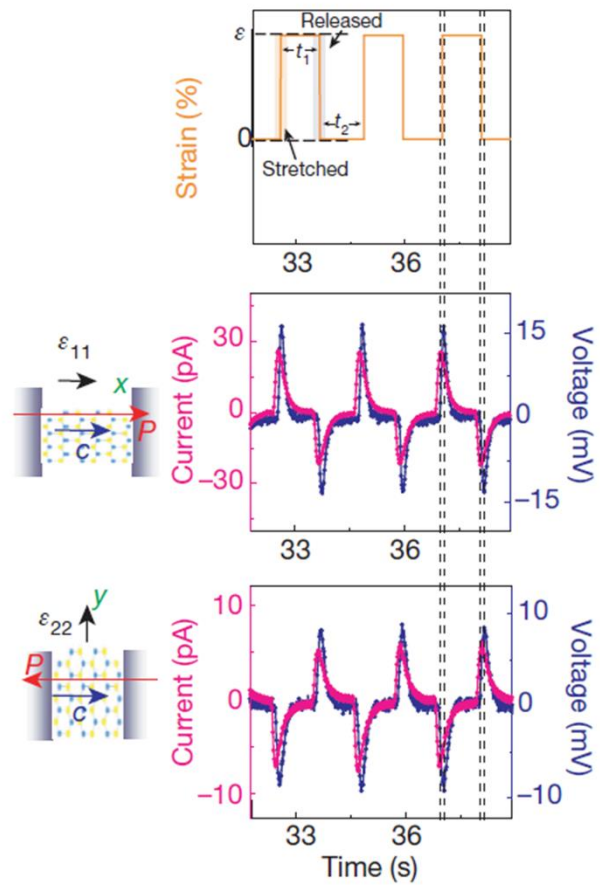 Released
ε
t1
t2
0
Stretched
Strain (%)
33 36
ε11
x
P
c
Current (pA)
30
0
−30
15
0
−15
Voltage (mV)
33 36
y
ε22
P
c
Current (pA)
10
0
−10
10
0
−10
Voltage (mV)
33 36
Time (s)